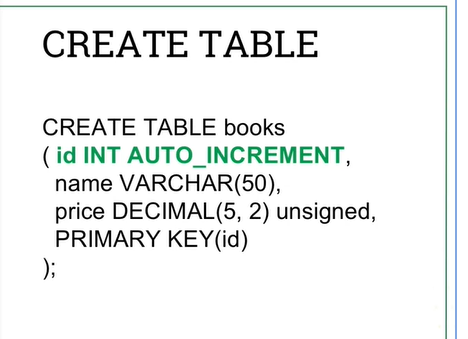 CREATE TABLE
CREATE TABLE books
( id INT AUTO_INCREMENT,
name VARCHAR(50),
price DECIMAL(5, 2) unsigned,
PRIMARY KEY(id)
);